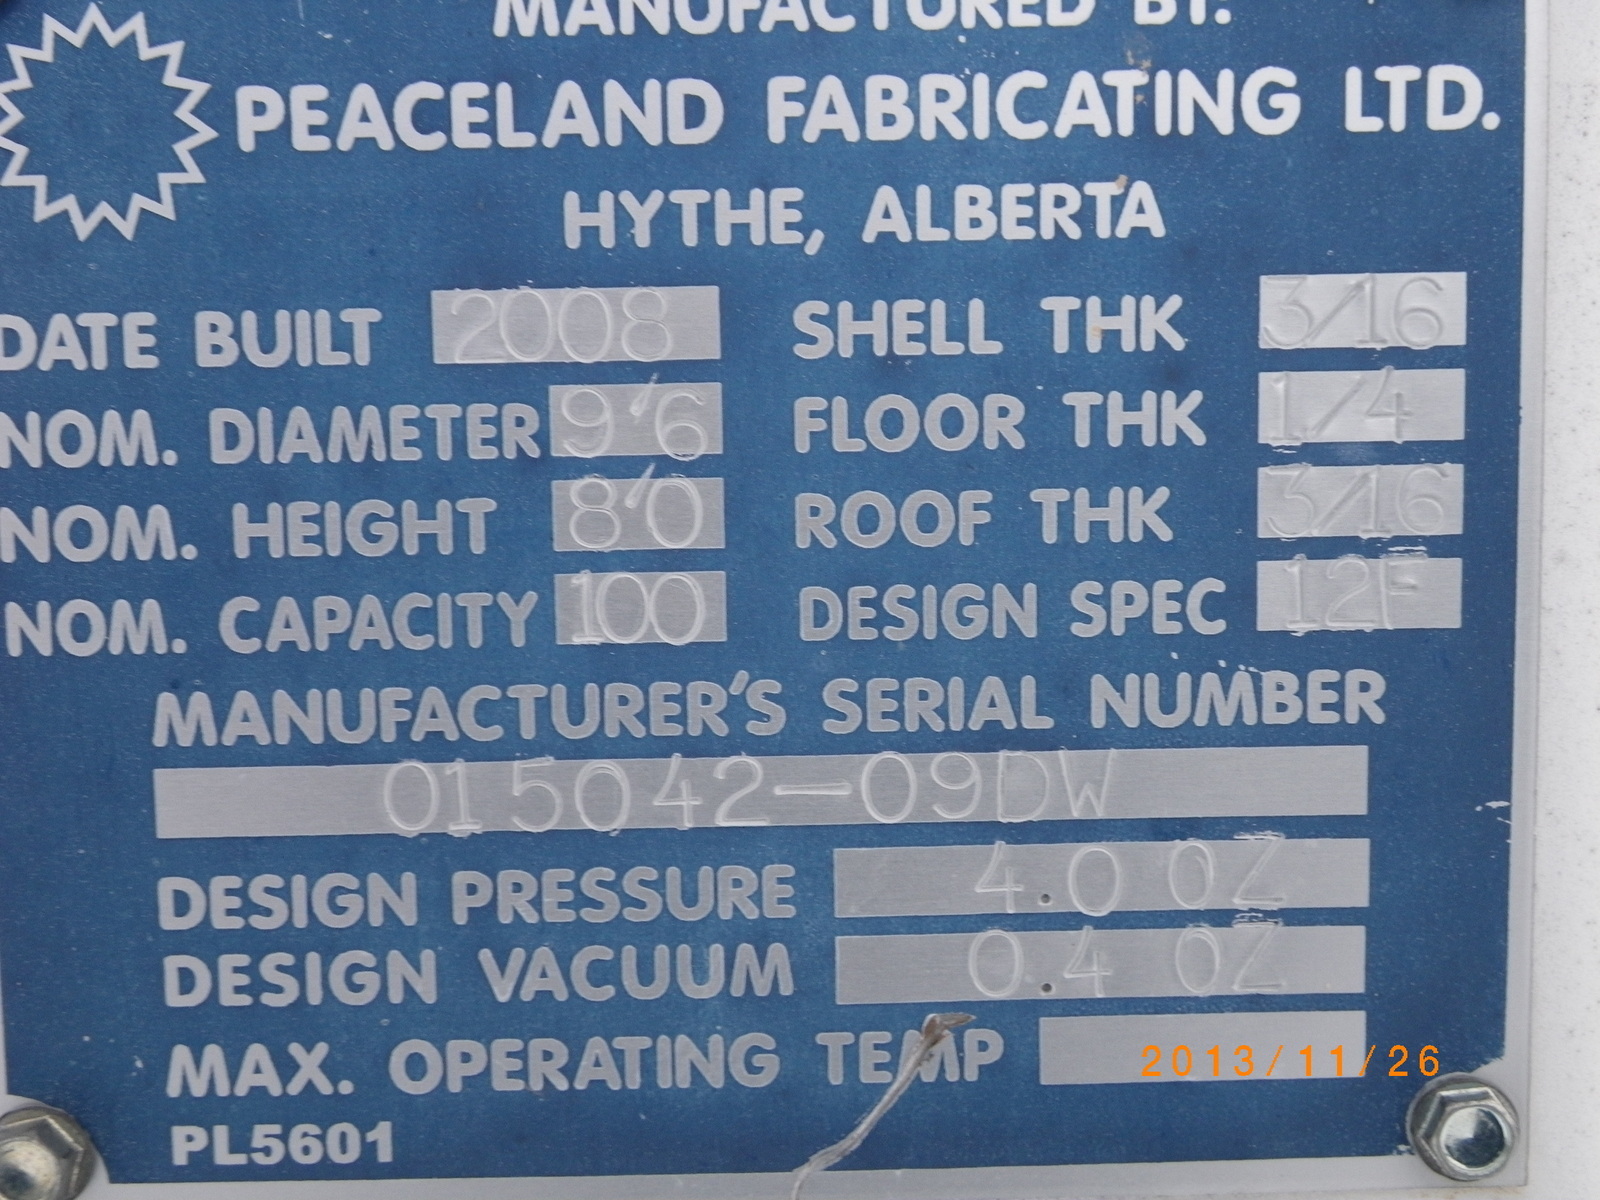 MANUFACTURED BY:
PEACELAND FABRICATING LTD.
HYTHE, ALBERTA
DATE BUILT 2008 SHELL THK 3/16
NOM. DIAMETER 9'6 FLOOR THK 1/4
NOM. HEIGHT 8'0 ROOF THK 3/16
NOM. CAPACITY 100 DESIGN SPEC 12F
MANUFACTURER'S SERIAL NUMBER
015042-09DW
DESIGN PRESSURE 4.0 OZ
DESIGN VACUUM 0.4 OZ
MAX. OPERATING TEMP
2013/11/26
PL5601